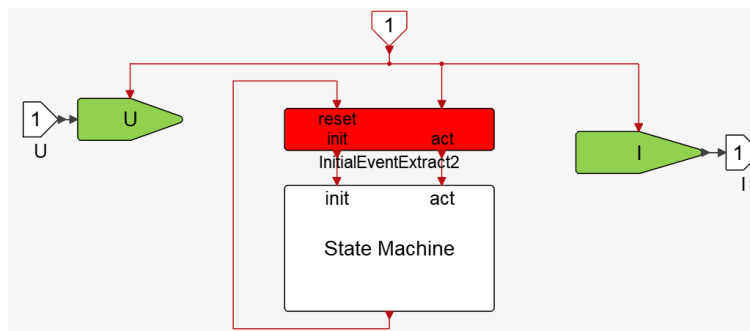 1
1
U
U
reset
init act
InitialEventExtract2
init act
State Machine
I
1
I